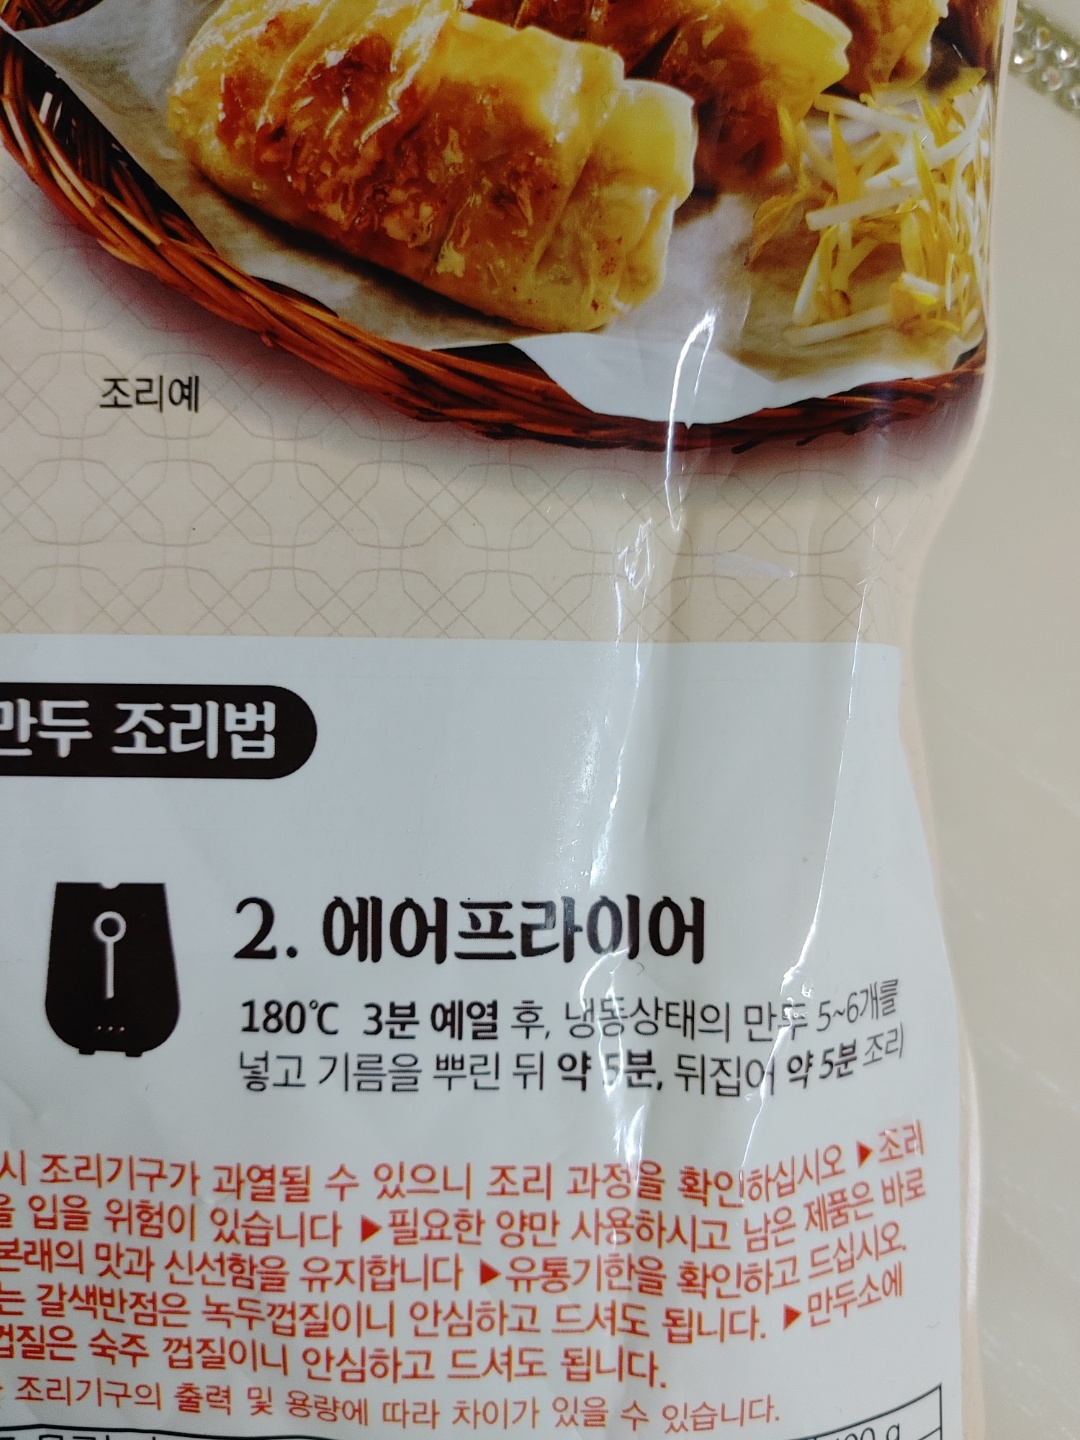 조리예
만두 조리법
2. 에어프라이어
180℃ 3분 예열 후, 냉동상태의 만두 5~6개를
넣고 기름을 뿌린 뒤 약 5분, 뒤집어 약 5분 조리
시 조리기구가 과열될 수 있으니 조리 과정을 확인하십시오 ▶조리
을 입을 위험이 있습니다 ▶필요한 양만 사용하시고 남은 제품은 바로
본래의 맛과 신선함을 유지합니다 ▶유통기한을 확인하고 드십시오.
는 갈색반점은 녹두껍질이니 안심하고 드셔도 됩니다. ▶만두소에
껍질은 숙주 껍질이니 안심하고 드셔도 됩니다.
조리기구의 출력 및 용량에 따라 차이가 있을 수 있습니다.